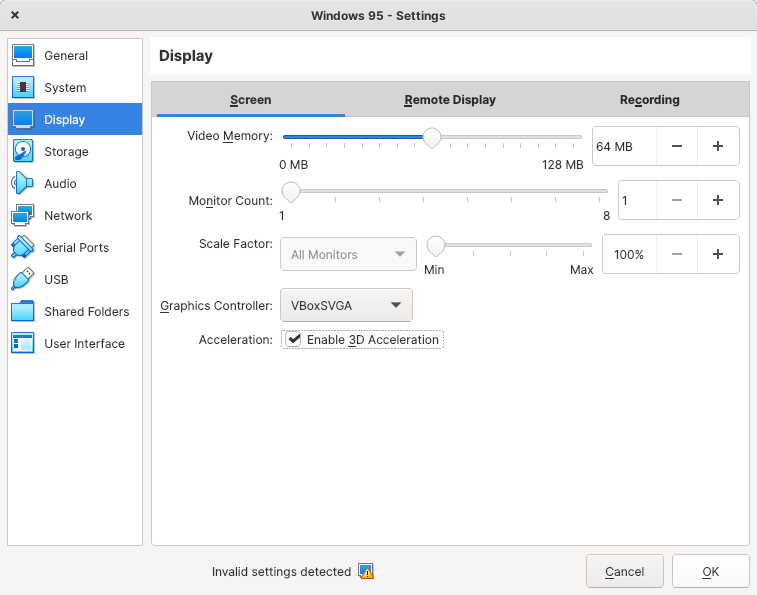 Windows 95 - Settings
General
System
Display
Storage
Audio
Network
Serial Ports
USB
Shared Folders
User Interface
Display
Screen
Remote Display
Recording
Video Memory:
64 MB
0 MB
128 MB
Monitor Count:
1
1
8
Scale Factor:
All Monitors
100%
Min
Max
Graphics Controller:
VBoxSVGA
Acceleration:
Enable 3D Acceleration
Invalid settings detected
Cancel
OK